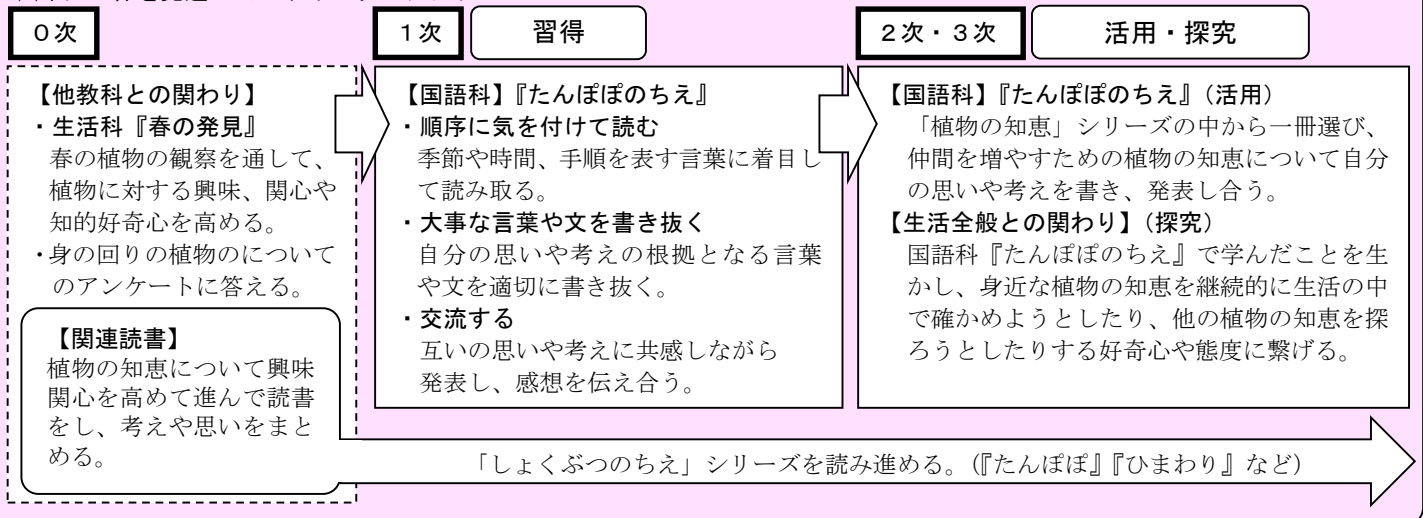 ０次
【他教科との関わり】
・生活科『春の発見』
春の植物の観察を通して、
植物に対する興味、関心や
知的好奇心を高める。
・身の回りの植物のについて
のアンケートに答える。
【関連読書】
植物の知恵について興味
関心を高めて進んで読書
をし、考えや思いをまと
める。
１次
習得
【国語科】『たんぽぽのちえ』
・順序に気を付けて読む
季節や時間、手順を表す言葉に着目し
て読み取る。
・大事な言葉や文を書き抜く
自分の思いや考えの根拠となる言葉
や文を適切に書き抜く。
・交流する
互いの思いや考えに共感しながら
発表し、感想を伝え合う。
２次・３次
活用・探究
【国語科】『たんぽぽのちえ』（活用）
「植物の知恵」シリーズの中から一冊選び、
仲間を増やすための植物の知恵について自分
の思いや考えを書き、発表し合う。
【生活全般との関わり】（探究）
国語科『たんぽぽのちえ』で学んだことを生
かし、身近な植物の知恵を継続的に生活の中
で確かめようとしたり、他の植物の知恵を探
ろうとしたりする好奇心や態度に繋げる。
「しょくぶつのちえ」シリーズを読み進める。（『たんぽぽ』『ひまわり』など）